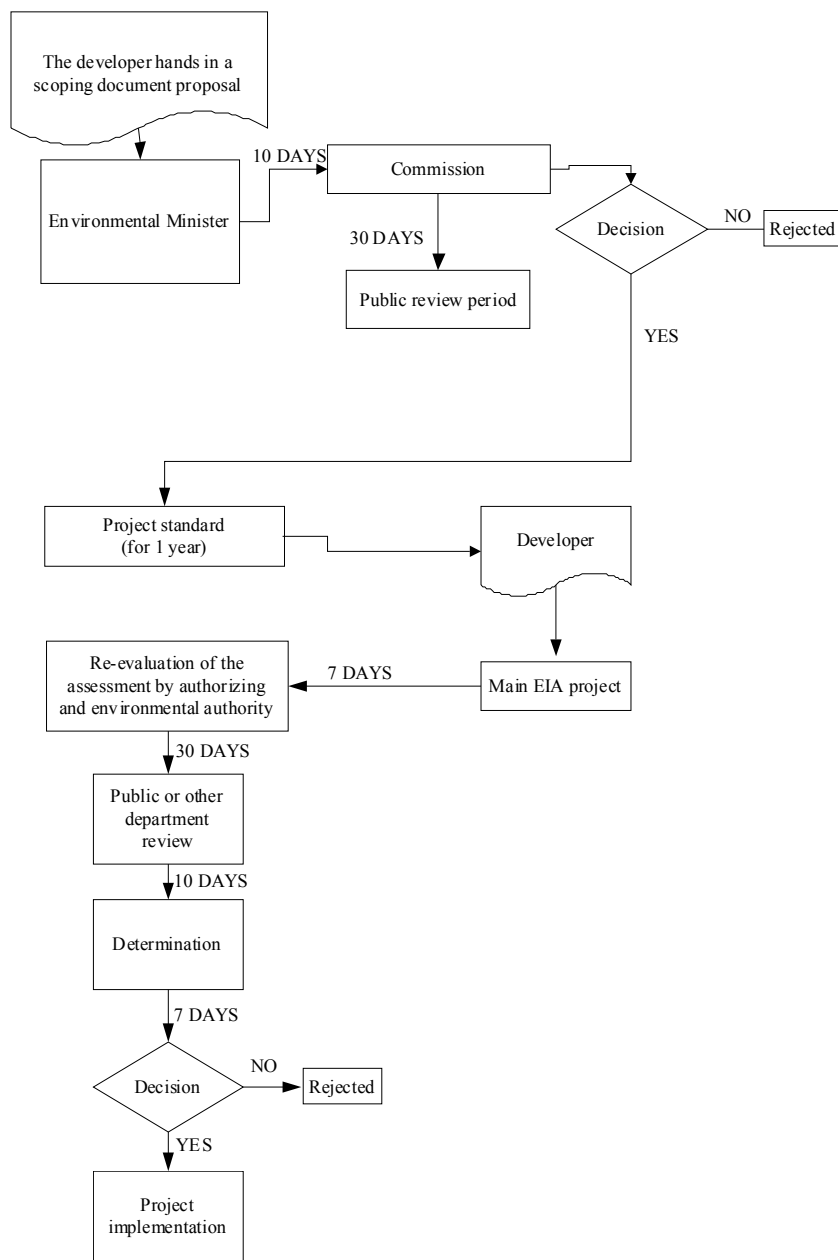 The developer hands in a
scoping document proposal
10 DAYS
Environmental Minister
Commission
Decision
NO
Rejected
30 DAYS
Public review period
YES
Project standard
(for 1 year)
Developer
Re-evaluation of the
assessment by authorizing
and environmental authority
7 DAYS
Main EIA project
30 DAYS
Public or other
department
review
10 DAYS
Determination
7 DAYS
Decision
NO
Rejected
YES
Project
implementation